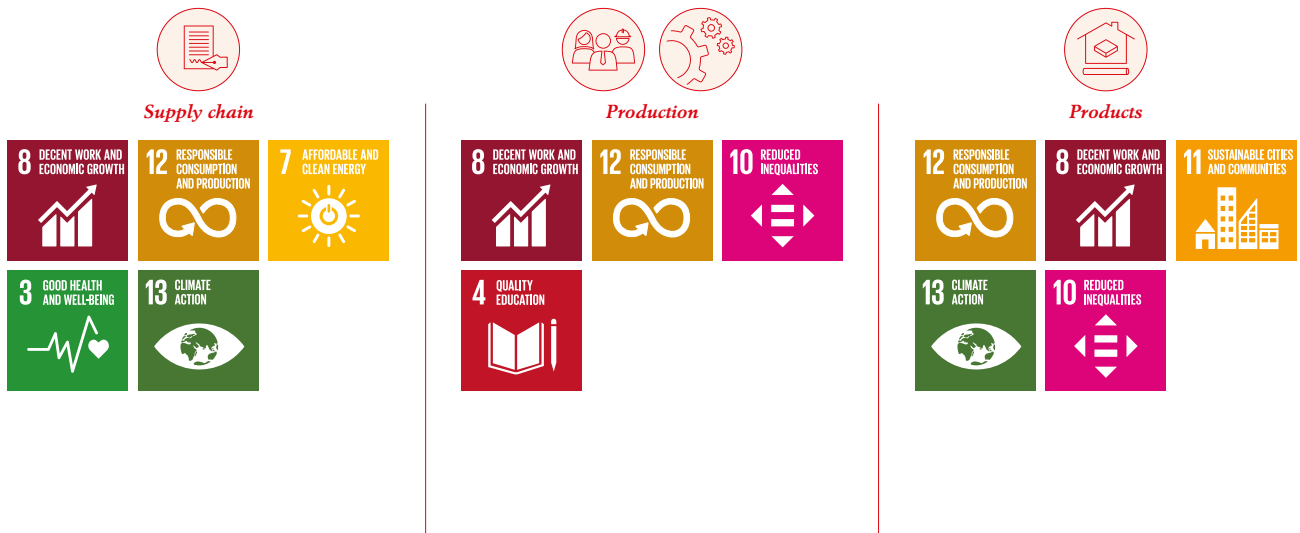 Supply chain
8 DECENT WORK AND
ECONOMIC GROWTH
12 RESPONSIBLE
CONSUMPTION
AND PRODUCTION
7 AFFORDABLE AND
CLEAN ENERGY
3 GOOD HEALTH
AND WELL-BEING
13 CLIMATE
ACTION
Production
8 DECENT WORK AND
ECONOMIC GROWTH
12 RESPONSIBLE
CONSUMPTION
AND PRODUCTION
10 REDUCED
INEQUALITIES
4 QUALITY
EDUCATION
Products
12 RESPONSIBLE
CONSUMPTION
AND PRODUCTION
8 DECENT WORK AND
ECONOMIC GROWTH
11 SUSTAINABLE CITIES
AND COMMUNITIES
13 CLIMATE
ACTION
10 REDUCED
INEQUALITIES